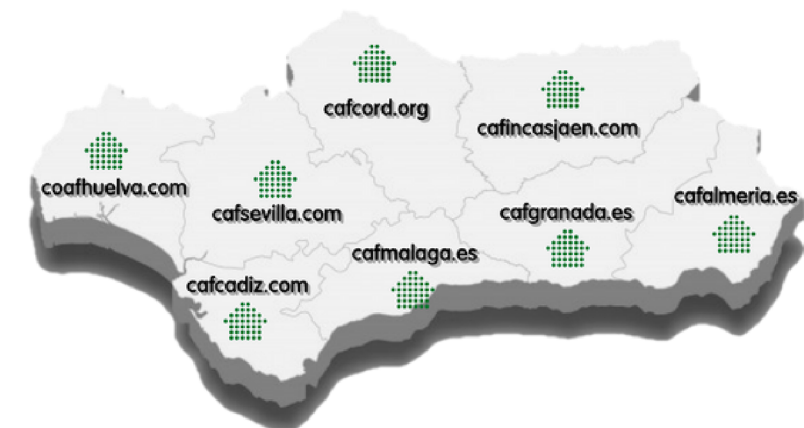 cafcord.org
cafincasjaen.com
coafhuelva.com
cafsevilla.com
cafgranada.es
cafalmeria.es
cafmalaga.es
cafcadiz.com